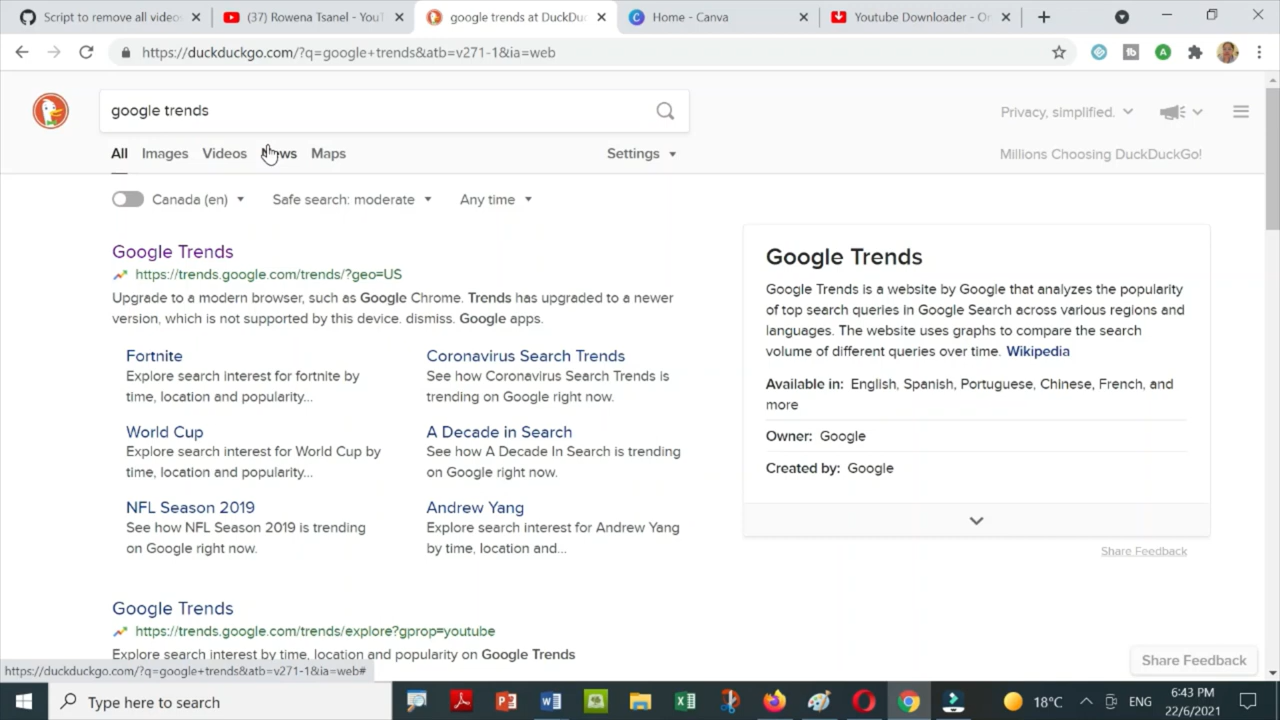 Script to remove all video
(37) Rowena Tsanel - YouT
google trends at DuckDuc
Home - Canva
Youtube Downloader - On
https://duckduckgo.com/?q=google+trends&atb=v271-1&ia=web
google trends
Privacy, simplified.
All Images Videos News Maps Settings
Millions Choosing DuckDuckGo!
Canada (en) Safe search: moderate Any time
Google Trends
https://trends.google.com/trends/?geo=US
Upgrade to a modern browser, such as Google Chrome. Trends has upgraded to a newer
version, which is not supported by this device. dismiss. Google apps.
Fortnite
Explore search interest for fortnite by
time, location and popularity...
Coronavirus Search Trends
See how Coronavirus Search Trends is
trending on Google right now.
World Cup
Explore search interest for World Cup by
time, location and popularity...
A Decade in Search
See how A Decade In Search is trending
on Google right now.
NFL Season 2019
See how NFL Season 2019 is trending
on Google right now.
Andrew Yang
Explore search interest for Andrew Yang
by time, location and...
Google Trends
https://trends.google.com/trends/explore?gprop=youtube
Explore search interest by time, location and popularity on Google Trends
Google Trends
Google Trends is a website by Google that analyzes the popularity
of top search queries in Google Search across various regions and
languages. The website uses graphs to compare the search
volume of different queries over time. Wikipedia
Available in: English, Spanish, Portuguese, Chinese, French, and
more
Owner: Google
Created by: Google
Share Feedback
Share Feedback
https://duckduckgo.com/?q=google+trends&atb=v271-1&ia=web#
Type here to search
18°C
ENG
6:43 PM
22/6/2021